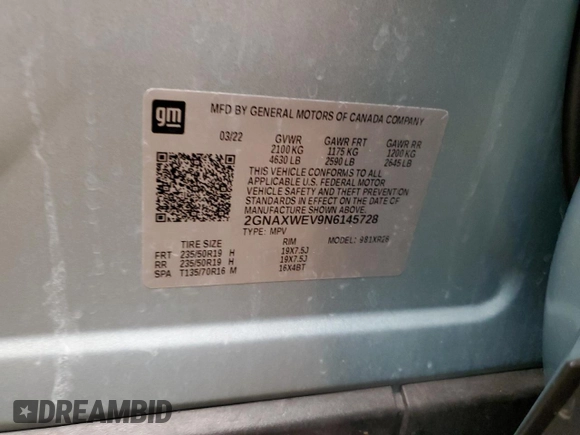 gm
MFD BY GENERAL MOTORS OF CANADA COMPANY
03/22 GVWR GAWR FRT GAWR RR
2100 KG 1175 KG 1200 KG
4630 LB 2590 LB 2645 LB
THIS VEHICLE CONFORMS TO ALL
APPLICABLE U.S. FEDERAL MOTOR
VEHICLE SAFETY AND THEFT PREVENTION
STANDARDS IN EFFECT ON THE DATE OF
MANUFACTURE SHOWN ABOVE.
2GNAXWEV9N6145728
TYPE: MPV MODEL:
TIRE SIZE RIM
FRT 235/50R19 H 19X7.5J
RR 235/50R19 H 19X7.5J
SPA T135/70R16 M 16X4BT
DREAMBID